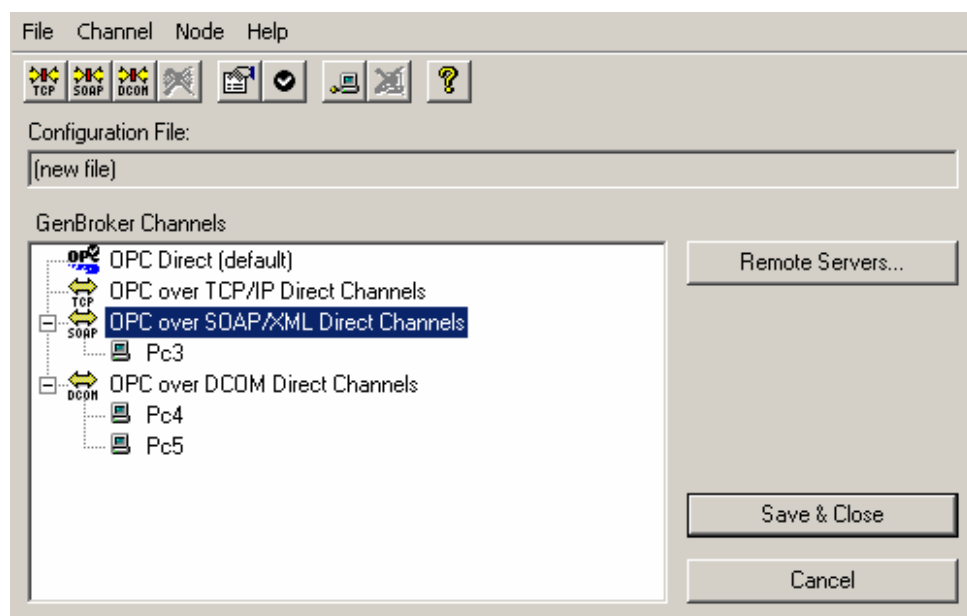 File Channel Node Help
TCP SOAP DCOM
Configuration File:
(new file)
GenBroker Channels
OPC OPC Direct (default)
TCP OPC over TCP/IP Direct Channels
SOAP OPC over SOAP/XML Direct Channels
Pc3
DCOM OPC over DCOM Direct Channels
Pc4
Pc5
Remote Servers...
Save & Close
Cancel